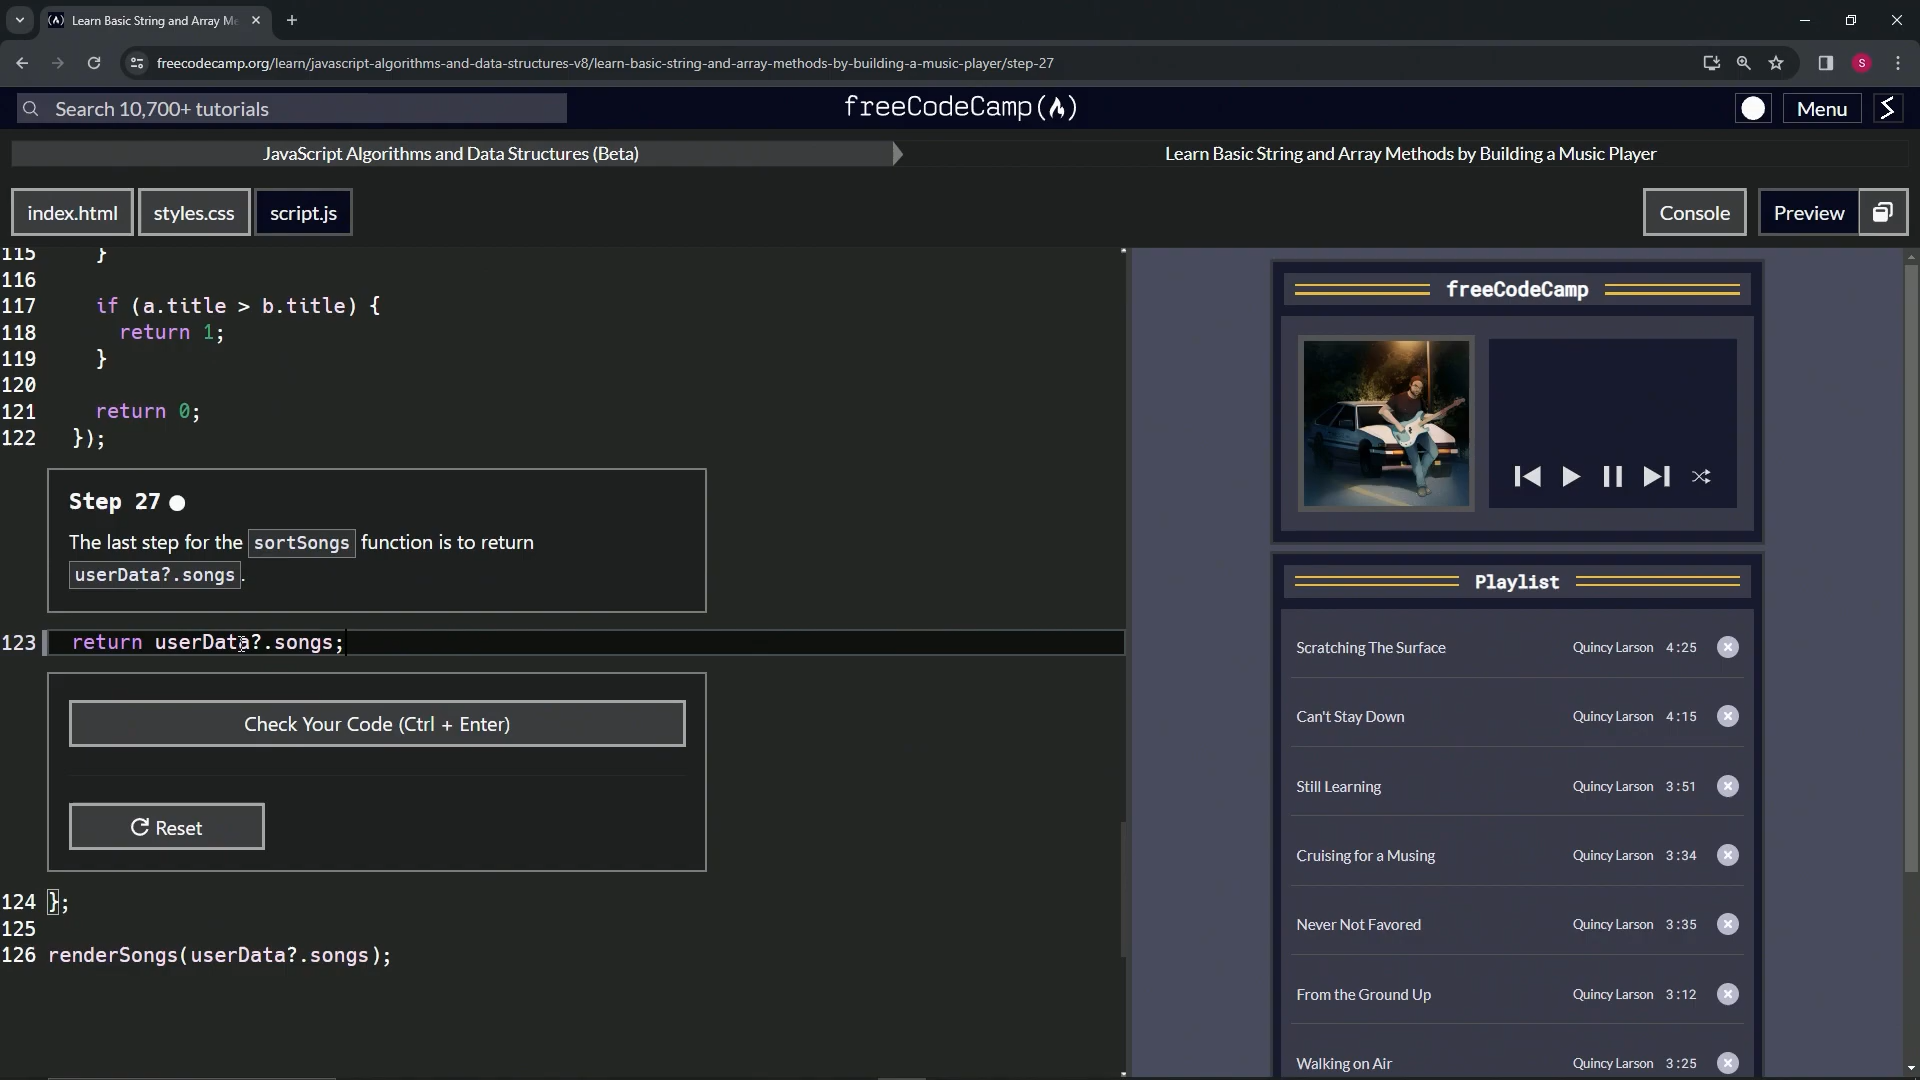 Learn Basic String and Array Me
freecodecamp.org/learn/javascript-algorithms-and-data-structures-v8/learn-basic-string-and-array-methods-by-building-a-music-player/step-27
S
Search 10,700+ tutorials
freeCodeCamp
Menu
JavaScript Algorithms and Data Structures (Beta)
Learn Basic String and Array Methods by Building a Music Player
index.html
styles.css
script.js
Console
Preview
115 }
116
117 if (a.title > b.title) {
118 return 1;
119 }
120
121 return 0;
122 });
Step 27
The last step for the sortSongs function is to return
userData?.songs.
123 return userData?.songs;
Check Your Code (Ctrl + Enter)
Reset
124 };
125
126 renderSongs(userData?.songs);
freeCodeCamp
Playlist
Scratching The Surface Quincy Larson 4:25
Can't Stay Down Quincy Larson 4:15
Still Learning Quincy Larson 3:51
Cruising for a Musing Quincy Larson 3:34
Never Not Favored Quincy Larson 3:35
From the Ground Up Quincy Larson 3:12
Walking on Air Quincy Larson 3:25